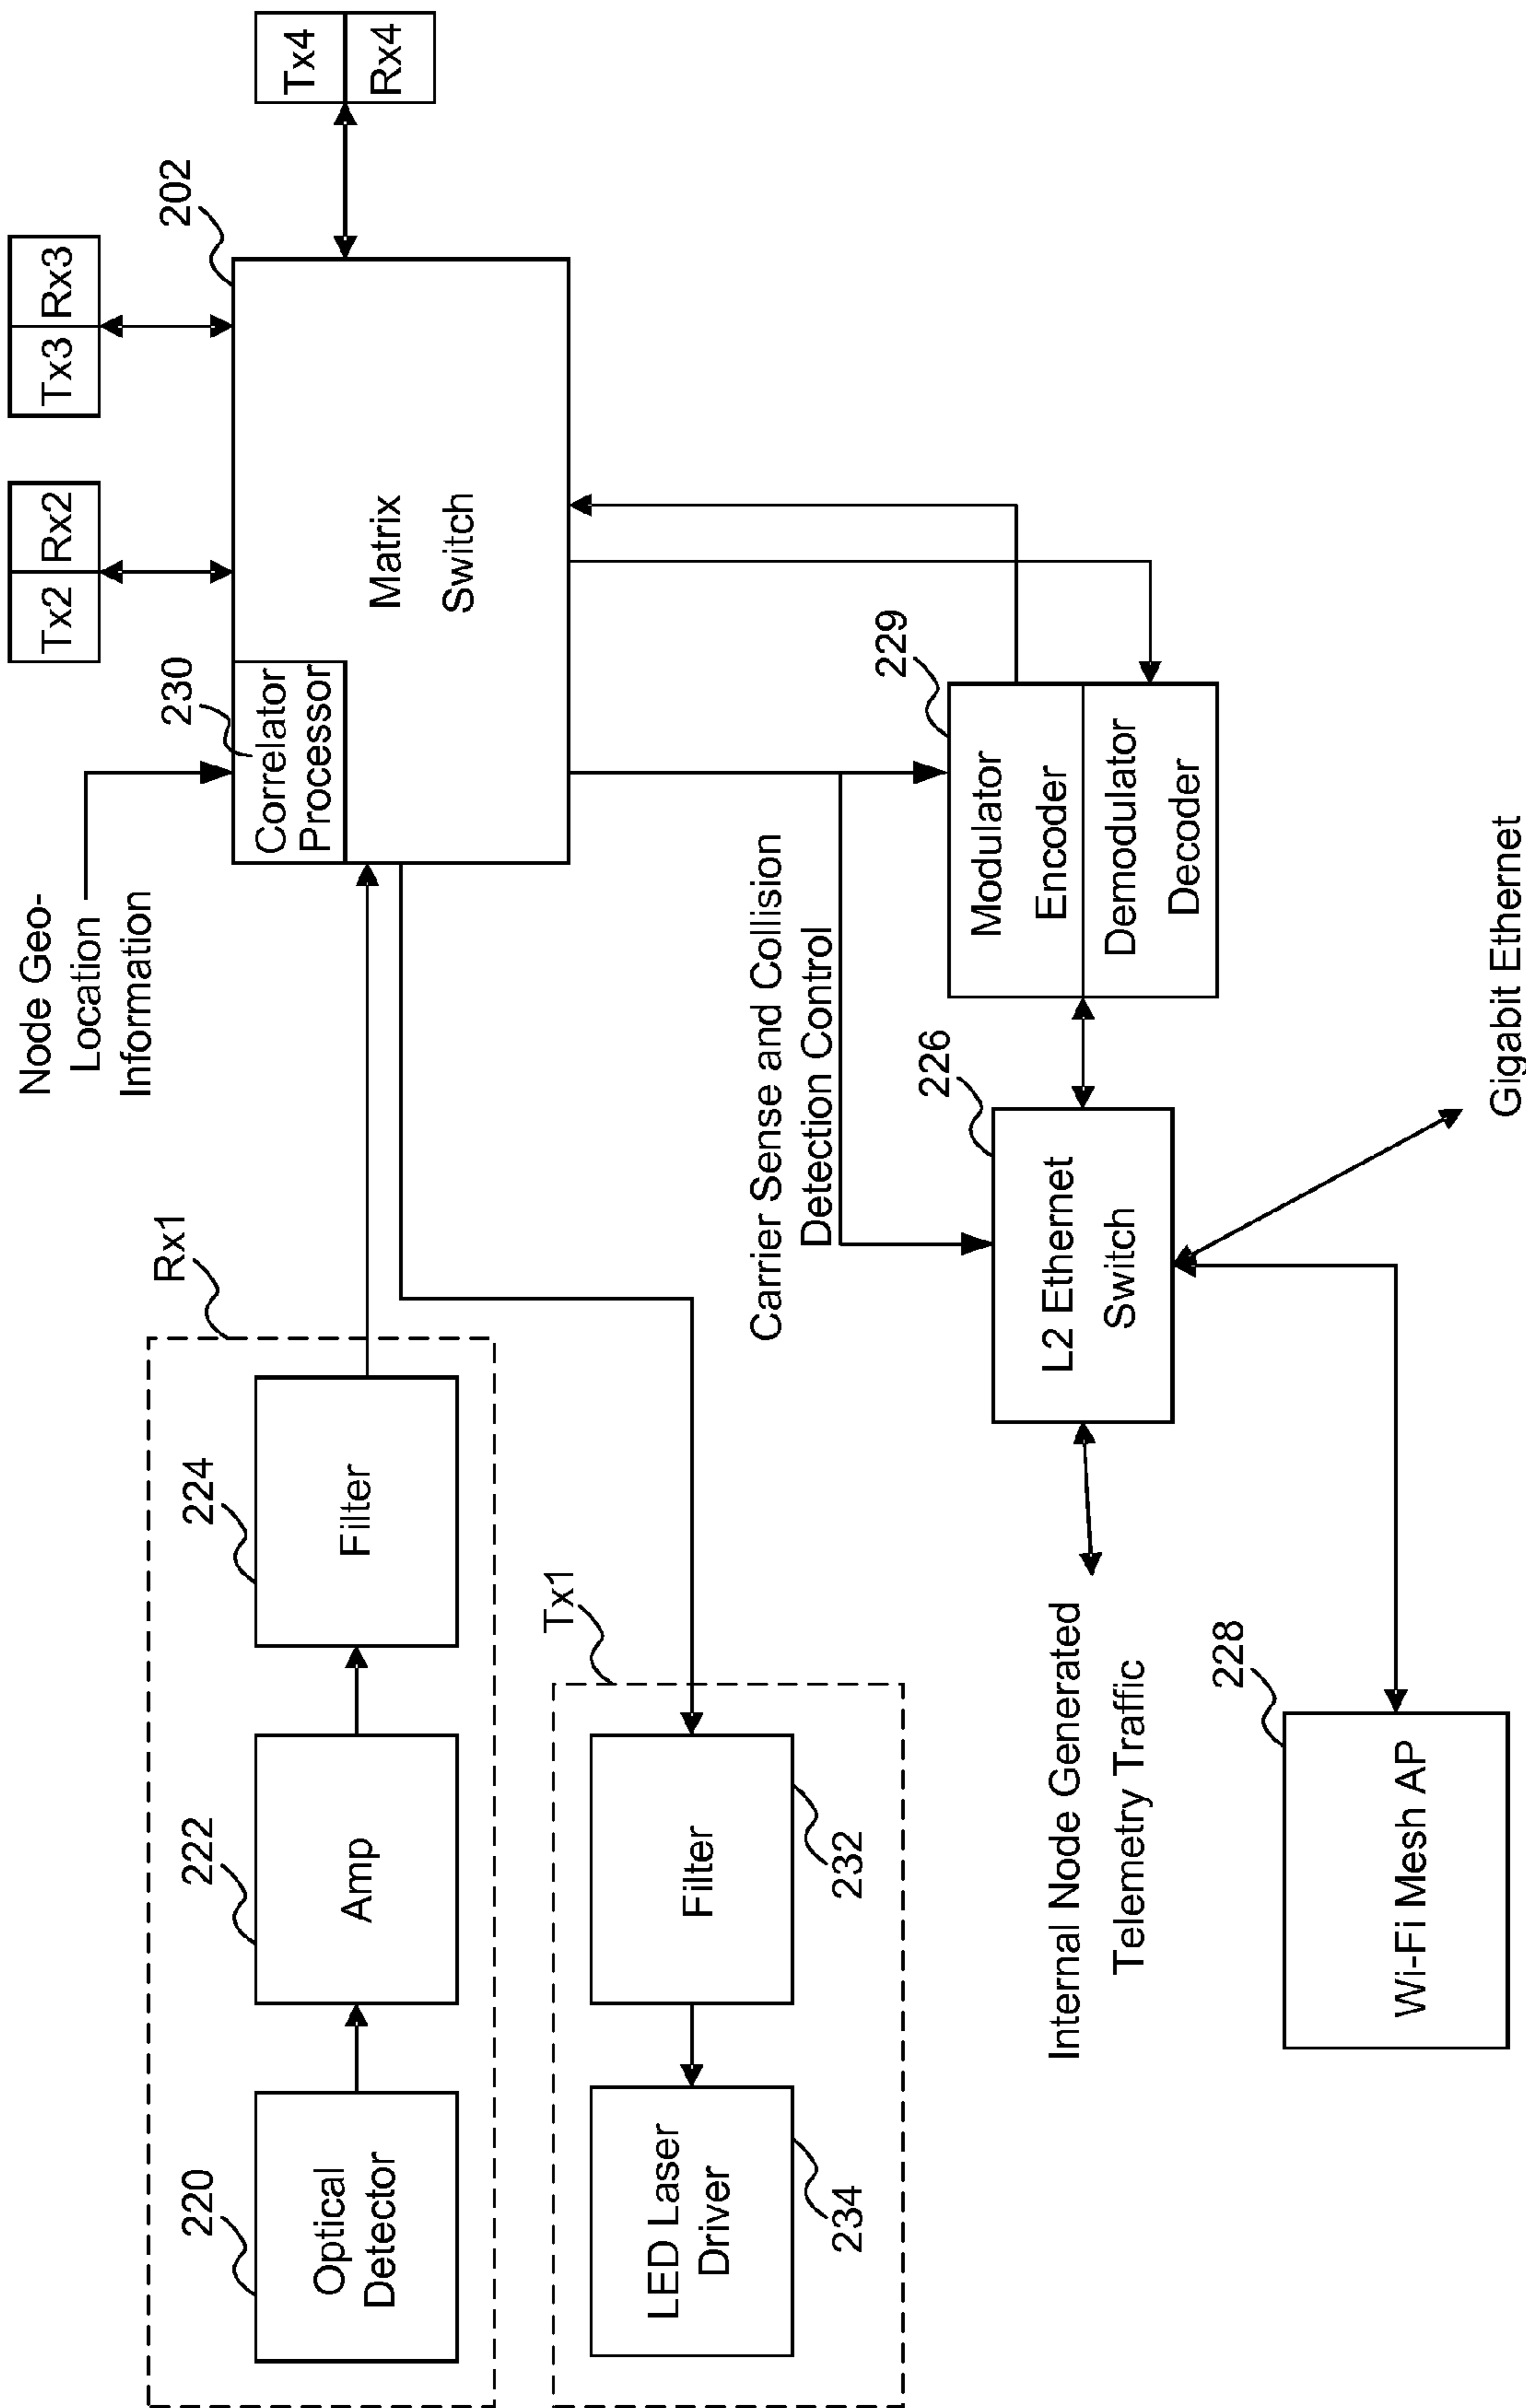 Rx1
220
Optical
Detector
222
Amp
224
Filter
Node Geo-
Location
Information
230
Correlator
Processor
Tx2
Rx2
Tx3
Rx3
202
Tx4
Rx4
Matrix
Switch
Tx1
LED Laser
Driver
234
Filter
232
Carrier Sense and Collision
Detection Control
229
Modulator
Encoder
Demodulator
Decoder
226
L2 Ethernet
Switch
Internal Node Generated
Telemetry Traffic
228
Wi-Fi Mesh AP
Gigabit Ethernet